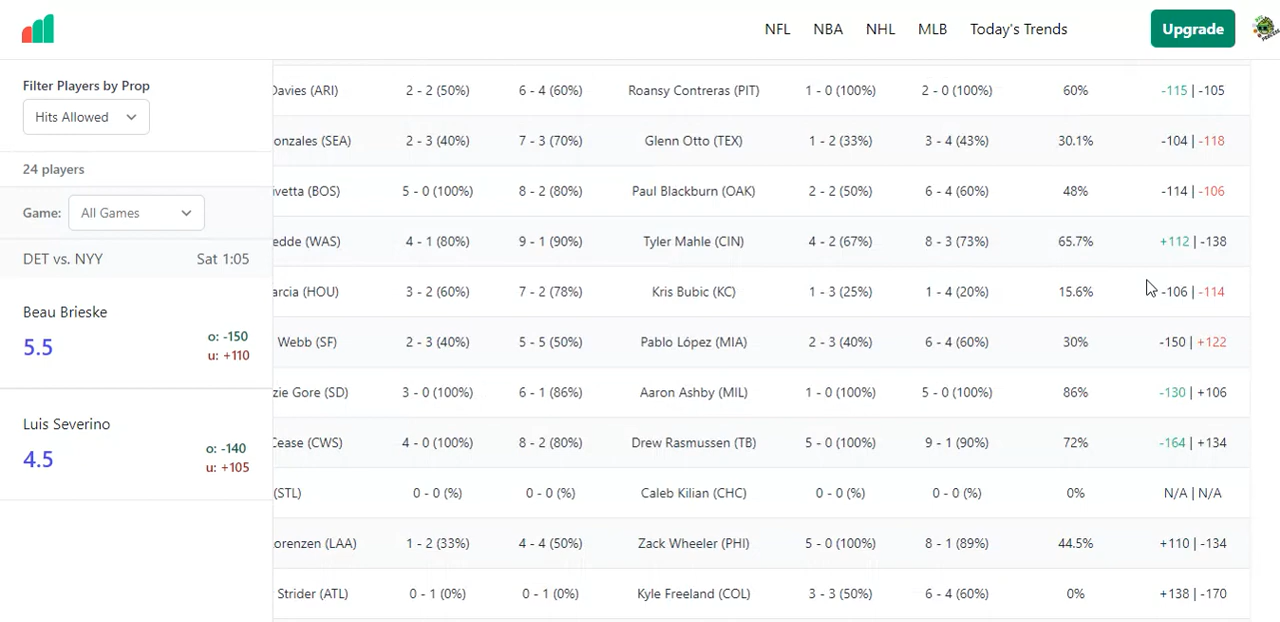 NFL NBA NHL MLB Today's Trends Upgrade
Filter Players by Prop
Hits Allowed
24 players
Game: All Games
DET vs. NYY Sat 1:05
Beau Brieske
5.5 o: -150
u: +110
Luis Severino
4.5 o: -140
u: +105
Davies (ARI) 2 - 2 (50%) 6 - 4 (60%) Roansy Contreras (PIT) 1 - 0 (100%) 2 - 0 (100%) 60% -115 | -105
onzales (SEA) 2 - 3 (40%) 7 - 3 (70%) Glenn Otto (TEX) 1 - 2 (33%) 3 - 4 (43%) 30.1% -104 | -118
ivetta (BOS) 5 - 0 (100%) 8 - 2 (80%) Paul Blackburn (OAK) 2 - 2 (50%) 6 - 4 (60%) 48% -114 | -106
edde (WAS) 4 - 1 (80%) 9 - 1 (90%) Tyler Mahle (CIN) 4 - 2 (67%) 8 - 3 (73%) 65.7% +112 | -138
arcia (HOU) 3 - 2 (60%) 7 - 2 (78%) Kris Bubic (KC) 1 - 3 (25%) 1 - 4 (20%) 15.6% -106 | -114
Webb (SF) 2 - 3 (40%) 5 - 5 (50%) Pablo López (MIA) 2 - 3 (40%) 6 - 4 (60%) 30% -150 | +122
zie Gore (SD) 3 - 0 (100%) 6 - 1 (86%) Aaron Ashby (MIL) 1 - 0 (100%) 5 - 0 (100%) 86% -130 | +106
Cease (CWS) 4 - 0 (100%) 8 - 2 (80%) Drew Rasmussen (TB) 5 - 0 (100%) 9 - 1 (90%) 72% -164 | +134
(STL) 0 - 0 (%) 0 - 0 (%) Caleb Kilian (CHC) 0 - 0 (%) 0 - 0 (%) 0% N/A | N/A
orenzen (LAA) 1 - 2 (33%) 4 - 4 (50%) Zack Wheeler (PHI) 5 - 0 (100%) 8 - 1 (89%) 44.5% +110 | -134
Strider (ATL) 0 - 1 (0%) 0 - 1 (0%) Kyle Freeland (COL) 3 - 3 (50%) 6 - 4 (60%) 0% +138 | -170